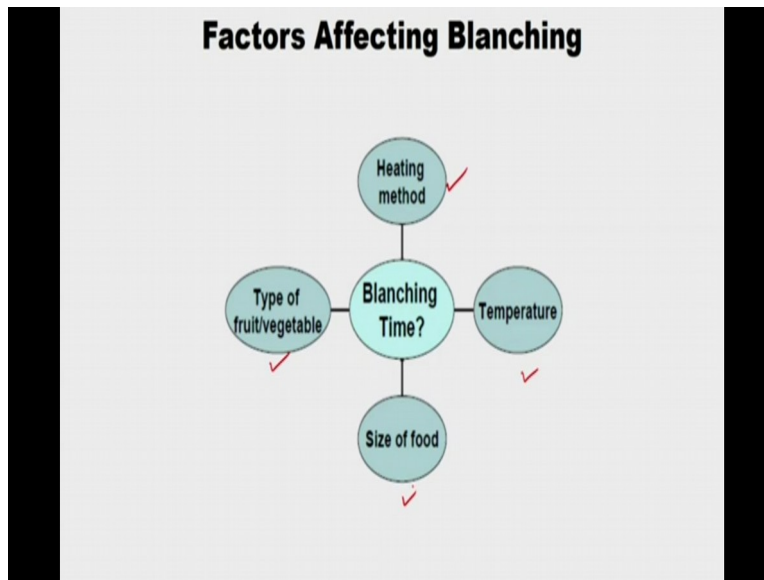 Factors Affecting Blanching
Heating
method
Type of
fruit/vegetable
Blanching
Time?
Temperature
Size of food